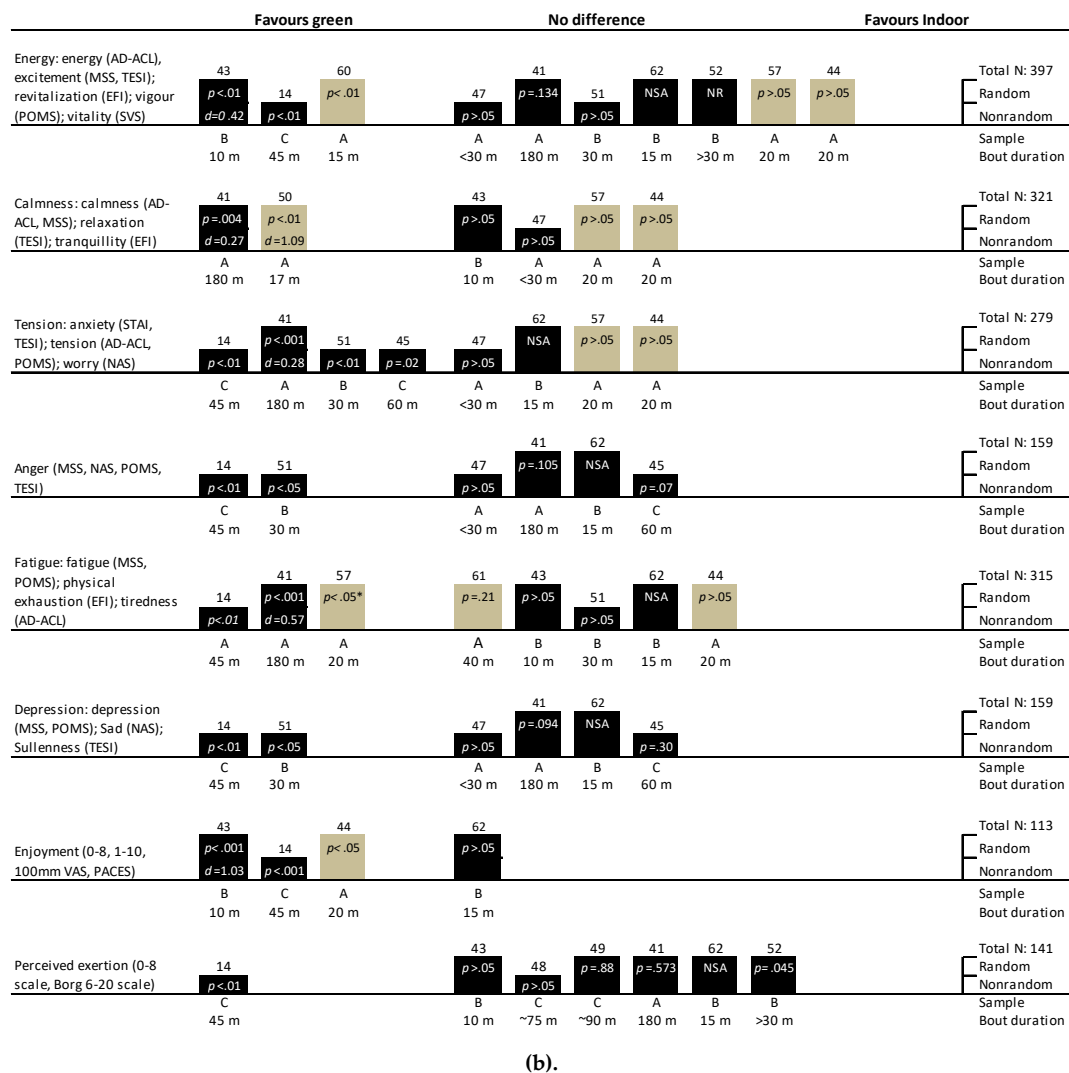 Favours green No difference Favours Indoor
Energy: energy (AD-ACL),
excitement (MSS, TESI);
revitalization (EFI); vigour
(POMS); vitality (SVS)
43 60 41 62 52 57 44 Total N: 397
p<.01 14 p<.01 47 p=.134 51 NSA NR p>.05 p>.05 Random
d=0.42 p<.01 p>.05 p>.05 Nonrandom
B C A A A B B B A A Sample
10 m 45 m 15 m <30 m 180 m 30 m 15 m >30 m 20 m 20 m Bout duration
Calmness: calmness (AD-
ACL, MSS); relaxation
(TESI); tranquillity (EFI)
41 50 43 57 44 Total N: 321
p=.004 p<.01 p>.05 47 p>.05 p>.05 Random
d=0.27 d=1.09 p>.05 Nonrandom
A A B A A A Sample
180 m 17 m 10 m <30 m 20 m 20 m Bout duration
Tension: anxiety (STAI,
TESI); tension (AD-ACL,
POMS); worry (NAS)
41 62 57 44 Total N: 279
14 p<.001 51 45 47 NSA p>.05 p>.05 Random
p<.01 d=0.28 p<.01 p=.02 p>.05 Nonrandom
C A B C A B A A Sample
45 m 180 m 30 m 60 m <30 m 15 m 20 m 20 m Bout duration
Anger (MSS, NAS, POMS,
TESI)
41 62 Total N: 159
14 51 47 p=.105 NSA 45 Random
p<.01 p<.05 p>.05 p=.07 Nonrandom
C B A A B C Sample
45 m 30 m <30 m 180 m 15 m 60 m Bout duration
Fatigue: fatigue (MSS,
POMS); physical
exhaustion (EFI); tiredness
(AD-ACL)
41 57 61 43 62 44 Total N: 315
14 p<.001 p<.05* p=.21 p>.05 51 NSA p>.05 Random
p<.01 d=0.57 p>.05 Nonrandom
A A A A B B B A Sample
45 m 180 m 20 m 40 m 10 m 30 m 15 m 20 m Bout duration
Depression: depression
(MSS, POMS); Sad (NAS);
Sullenness (TESI)
41 62 Total N: 159
14 51 47 p=.094 NSA 45 Random
p<.01 p<.05 p>.05 p=.30 Nonrandom
C B A A B C Sample
45 m 30 m <30 m 180 m 15 m 60 m Bout duration
Enjoyment (0-8, 1-10,
100mm VAS, PACES)
43 44 62 Total N: 113
p<.001 14 p<.05 p>.05 Random
d=1.03 p<.001 Nonrandom
B C A B Sample
10 m 45 m 20 m 15 m Bout duration
Perceived exertion (0-8
scale, Borg 6-20 scale)
43 49 41 62 52 Total N: 141
14 p>.05 48 p=.88 p=.573 NSA p=.045 Random
p<.01 p>.05 Nonrandom
C B C C A B B Sample
45 m 10 m ~75 m ~90 m 180 m 15 m >30 m Bout duration
(b).